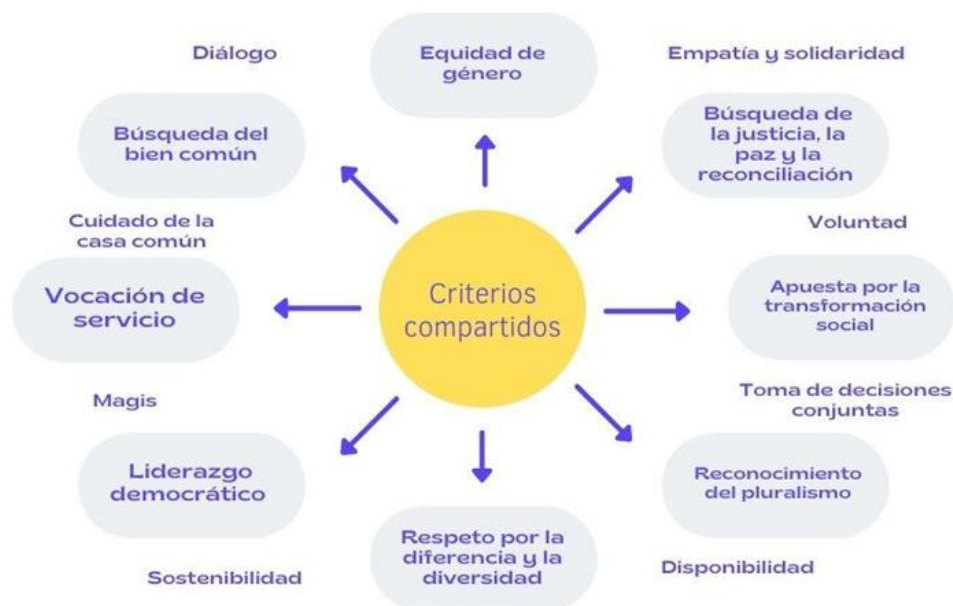 Diálogo
Equidad de
género
Empatía y solidaridad
Búsqueda del
bien común
Búsqueda de
la justicia, la
paz y la
reconciliación
Cuidado de la
casa común
Voluntad
Vocación de
servicio
Criterios
compartidos
Apuesta por la
transformación
social
Magis
Toma de decisiones
conjuntas
Liderazgo
democrático
Reconocimiento
del pluralismo
Respeto por la
diferencia y la
diversidad
Sostenibilidad
Disponibilidad